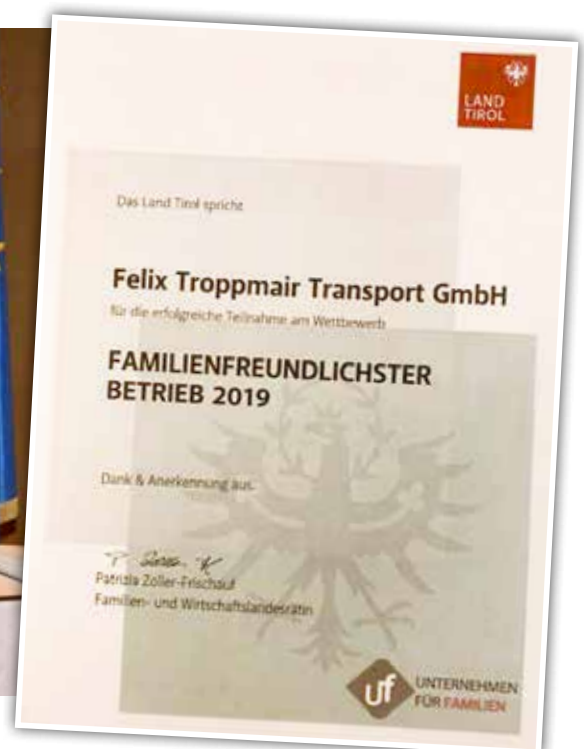 LAND
TIROL
Das Land Tirol spricht
Felix Troppmair Transport GmbH
für die erfolgreiche Teilnahme am Wettbewerb
FAMILIENFREUNDLICHSTER
BETRIEB 2019
Dank & Anerkennung aus.
Patrizia Zoller-Frischauf
Familien- und Wirtschaftslandesrätin
uf
UNTERNEHMEN
FÜR FAMILIEN